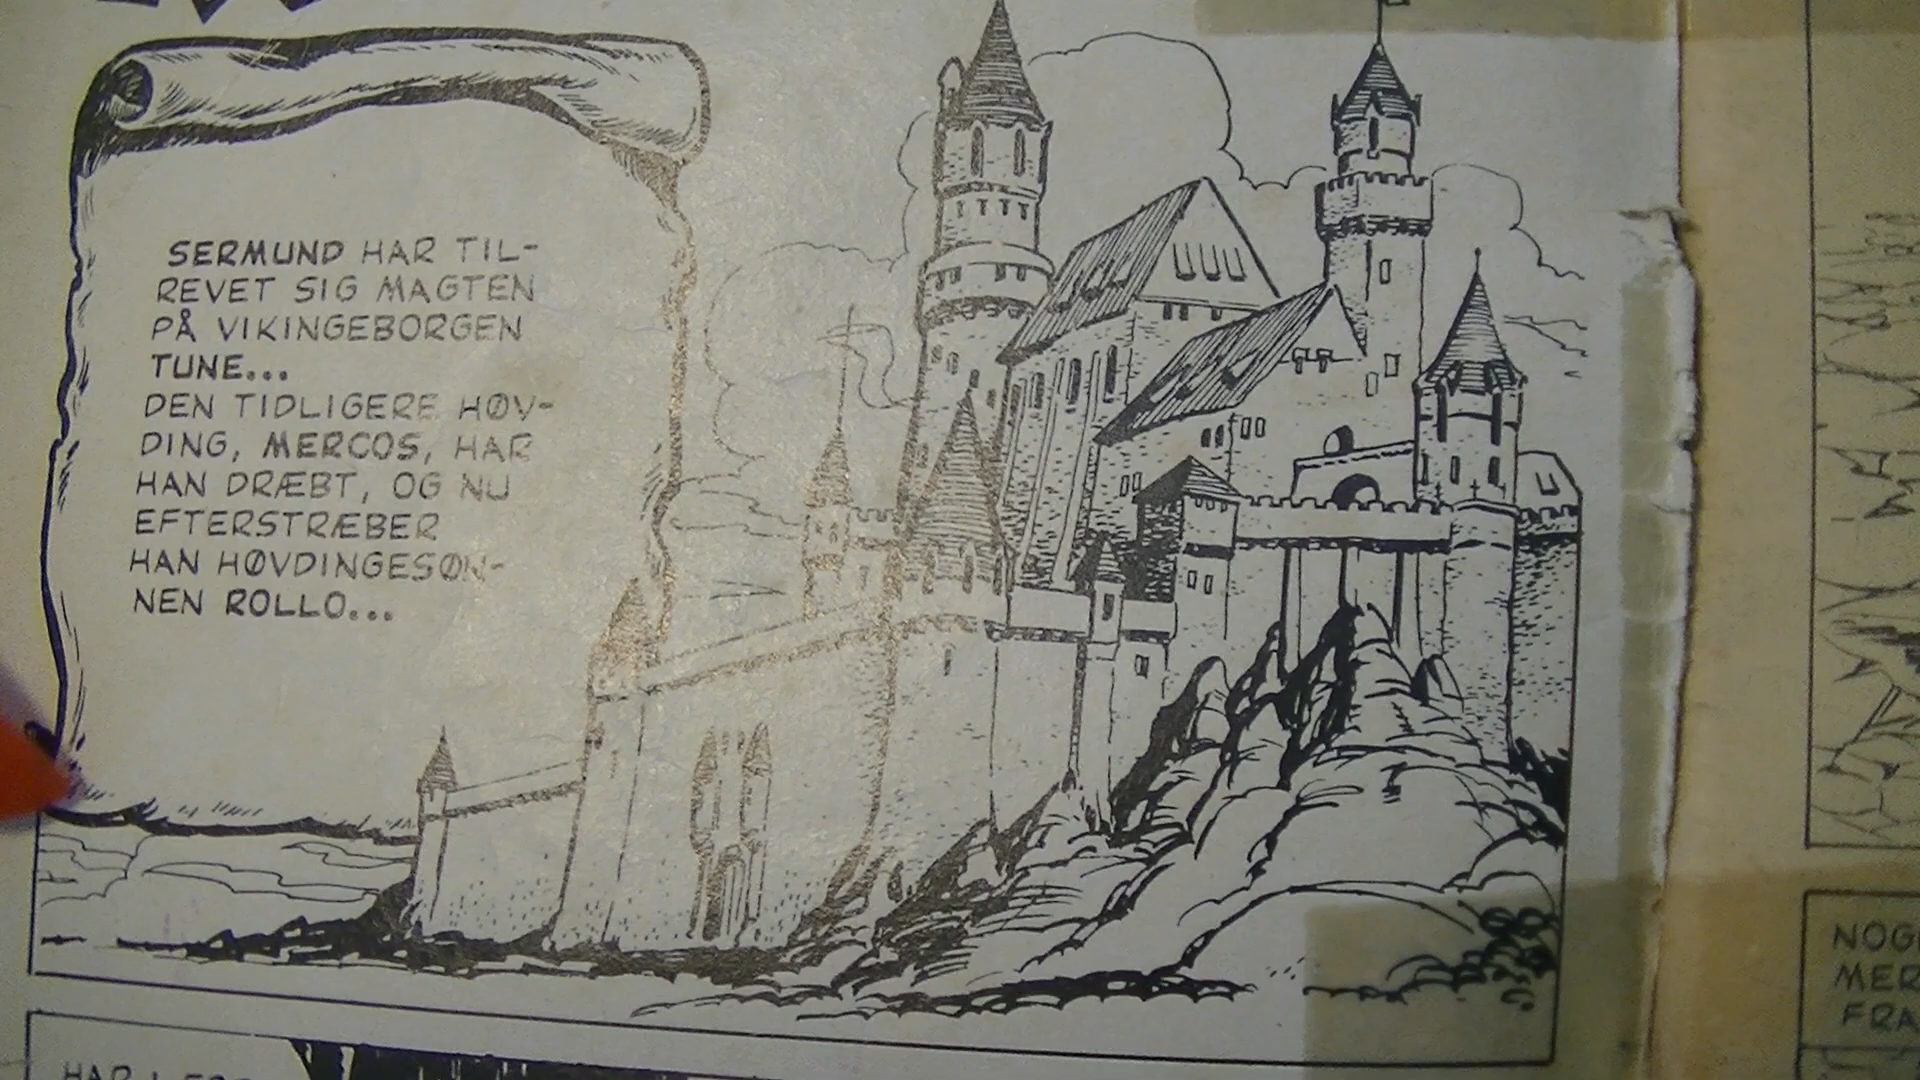 SERMUND HAR TIL-
REVET SIG MAGTEN
PÅ VIKINGEBORGEN
TUNE...
DEN TIDLIGERE HØV-
DING, MERCOS, HAR
HAN DRÆBT, OG NU
EFTERSTRÆBER
HAN HØVDINGESØN-
NEN ROLLO...